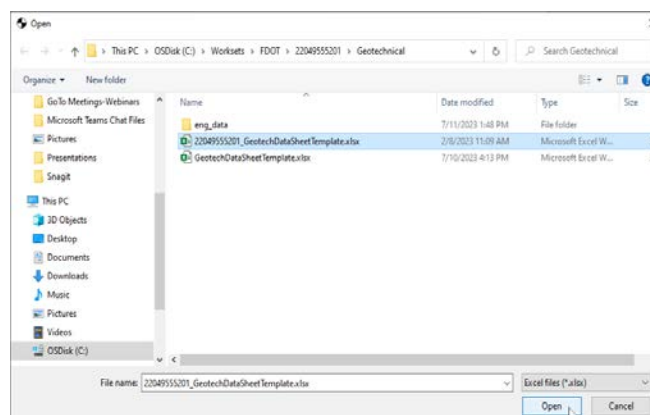 Open
This PC > OSDisk (C:) > Worksets > FDOT > 22049555201 > Geotechnical
Search Geotechnical
Organize
New folder
Name
Date modified
Type
Size
GoTo Meetings-Webinars
Microsoft Teams Chat Files
Pictures
Presentations
Snagit
This PC
3D Objects
Desktop
Documents
Downloads
Music
Pictures
Videos
OSDisk (C:)
eng_data 7/11/2023 1:48 PM File folder
22049555201_GeotechDataSheetTemplate.xlsx 2/8/2023 11:09 AM Microsoft Excel W...
GeotechDataSheetTemplate.xlsx 7/10/2023 4:13 PM Microsoft Excel W...
File name: 22049555201_GeotechDataSheetTemplate.xlsx
Excel files (*.xlsx)
Open
Cancel